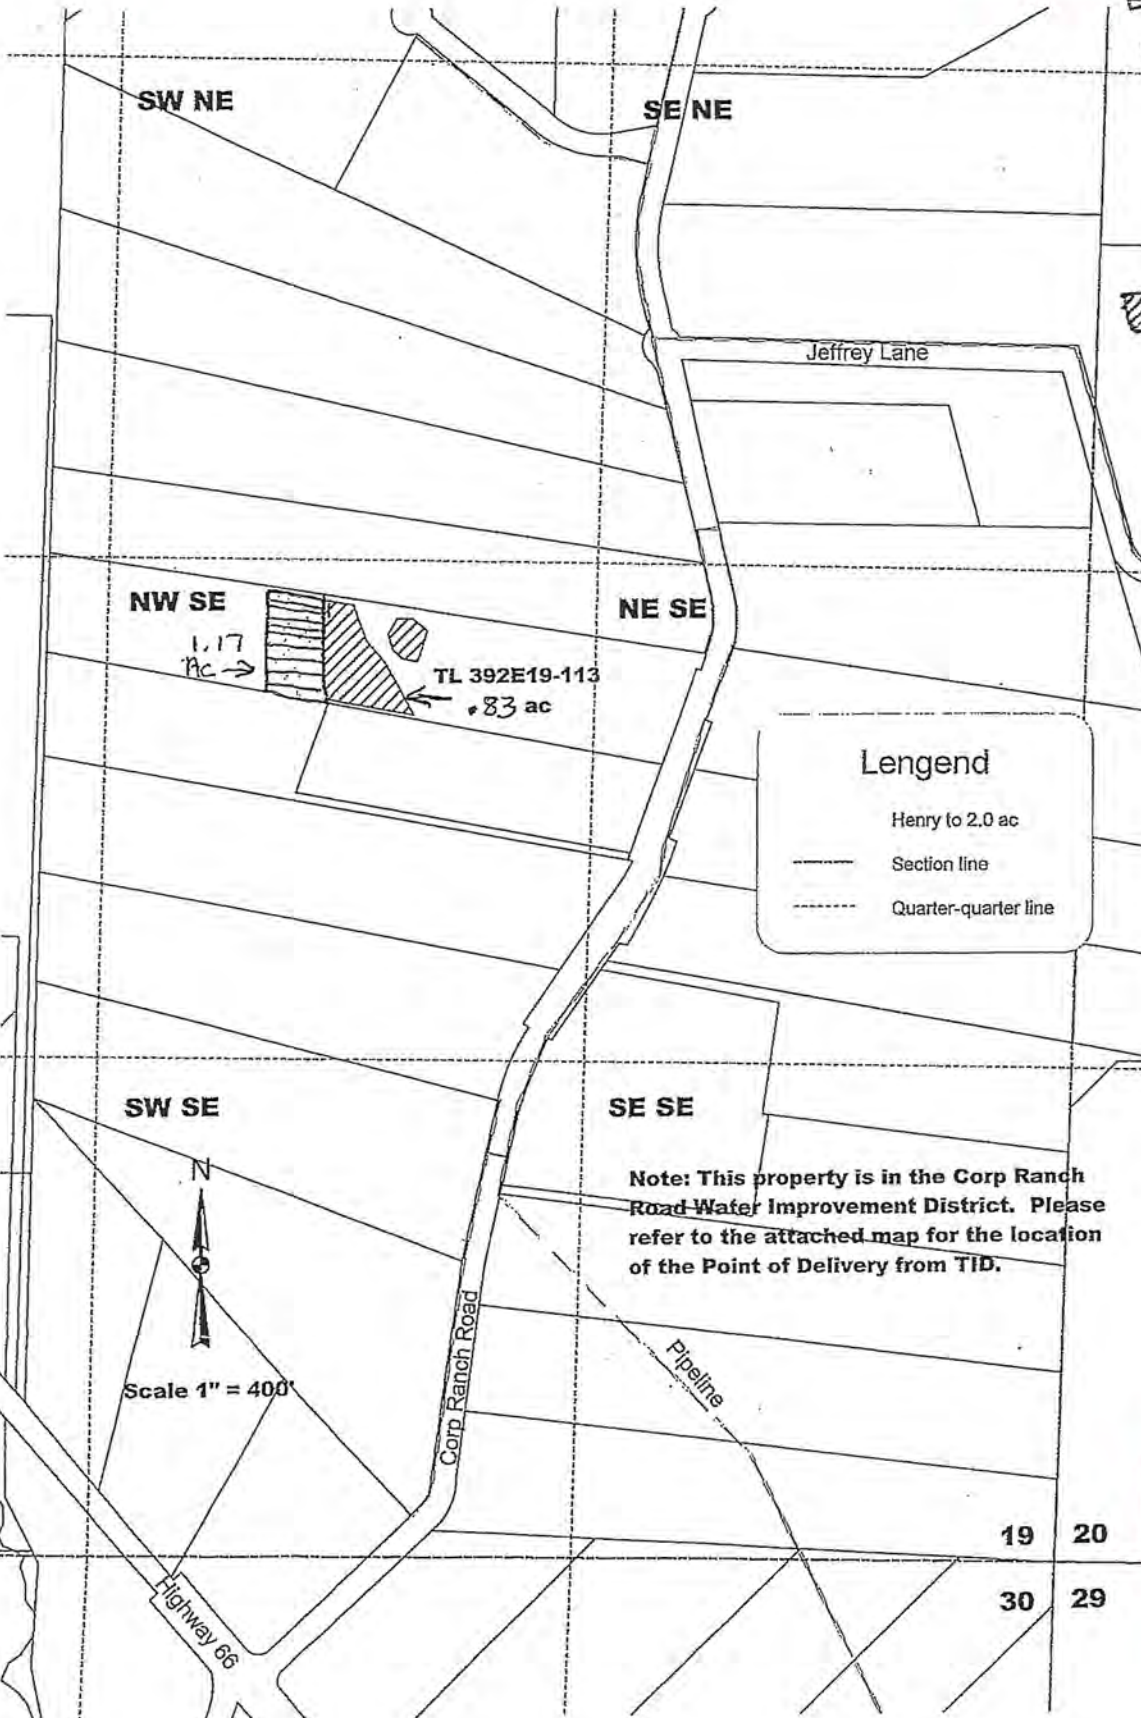 SW NE
SE NE
Jeffrey Lane
NW SE
NE SE
1.17
AC →
TL 392E19-113
.83 ac
Lengend
Henry to 2.0 ac
Section line
Quarter-quarter line
SW SE
SE SE
N
Note: This property is in the Corp Ranch
Road Water Improvement District. Please
refer to the attached map for the location
of the Point of Delivery from TID.
Scale 1" = 400'
Corp Ranch Road
Pipeline
Highway 66
19 20
30 29